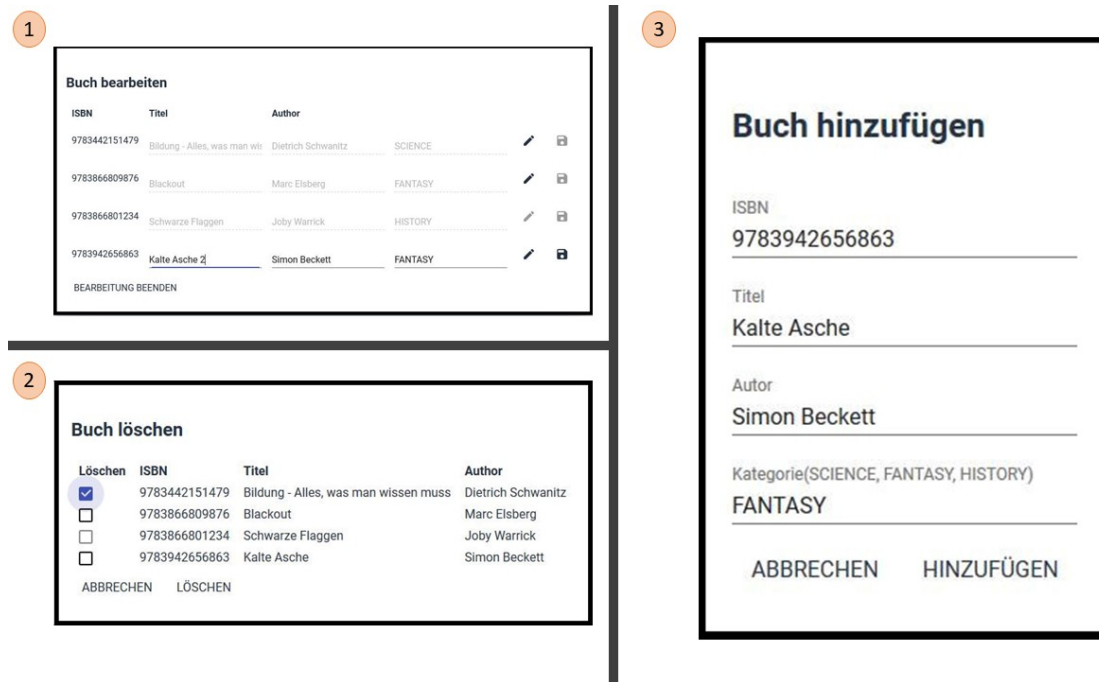 1
Buch bearbeiten
ISBN Titel Author
9783442151479 Bildung - Alles, was man wir Dietrich Schwanitz SCIENCE
9783866809876 Blackout Marc Elsberg FANTASY
9783866801234 Schwarze Flaggen Joby Warrick HISTORY
9783942656863 Kalte Asche 2 Simon Beckett FANTASY
BEARBEITUNG BEENDEN
2
Buch löschen
Löschen ISBN Titel Author
9783442151479 Bildung - Alles, was man wissen muss Dietrich Schwanitz
9783866809876 Blackout Marc Elsberg
9783866801234 Schwarze Flaggen Joby Warrick
9783942656863 Kalte Asche Simon Beckett
ABBRECHEN LÖSCHEN
3
Buch hinzufügen
ISBN
9783942656863
Titel
Kalte Asche
Autor
Simon Beckett
Kategorie(SCIENCE, FANTASY, HISTORY)
FANTASY
ABBRECHEN HINZUFÜGEN